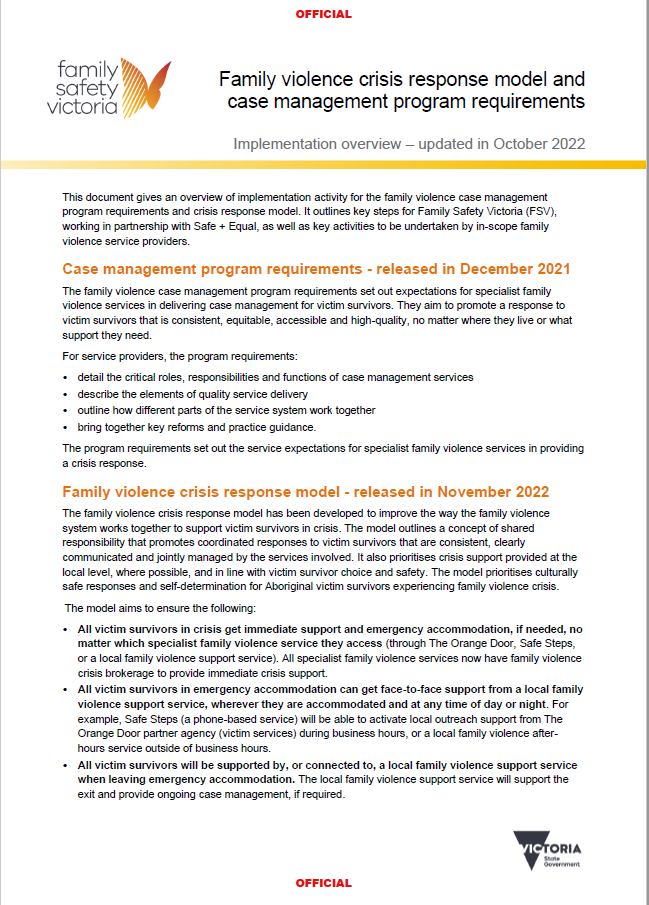 OFFICIAL
family
safety
victoria
Family violence crisis response model and
case management program requirements
Implementation overview – updated in October 2022
This document gives an overview of implementation activity for the family violence case management
program requirements and crisis response model. It outlines key steps for Family Safety Victoria (FSV),
working in partnership with Safe + Equal, as well as key activities to be undertaken by in-scope family
violence service providers.
Case management program requirements - released in December 2021
The family violence case management program requirements set out expectations for specialist family
violence services in delivering case management for victim survivors. They aim to promote a response to
victim survivors that is consistent, equitable, accessible and high-quality, no matter where they live or what
support they need.
For service providers, the program requirements:
• detail the critical roles, responsibilities and functions of case management services
• describe the elements of quality service delivery
• outline how different parts of the service system work together
• bring together key reforms and practice guidance.
The program requirements set out the service expectations for specialist family violence services in providing
a crisis response.
Family violence crisis response model - released in November 2022
The family violence crisis response model has been developed to improve the way the family violence
system works together to support victim survivors in crisis. The model outlines a concept of shared
responsibility that promotes coordinated responses to victim survivors that are consistent, clearly
communicated and jointly managed by the services involved. It also prioritises crisis support provided at the
local level, where possible, and in line with victim survivor choice and safety. The model prioritises culturally
safe responses and self-determination for Aboriginal victim survivors experiencing family violence crisis.
The model aims to ensure the following:
• All victim survivors in crisis get immediate support and emergency accommodation, if needed, no
matter which specialist family violence service they access (through The Orange Door, Safe Steps,
or a local family violence support service). All specialist family violence services now have family violence
crisis brokerage to provide immediate crisis support.
• All victim survivors in emergency accommodation can get face-to-face support from a local family
violence support service, wherever they are accommodated and at any time of day or night. For
example, Safe Steps (a phone-based service) will be able to activate local outreach support from The
Orange Door partner agency (victim services) during business hours, or a local family violence after-
hours service outside of business hours.
• All victim survivors will be supported by, or connected to, a local family violence support service
when leaving emergency accommodation. The local family violence support service will support the
exit and provide ongoing case management, if required.
VICTORIA
State
Government
OFFICIAL